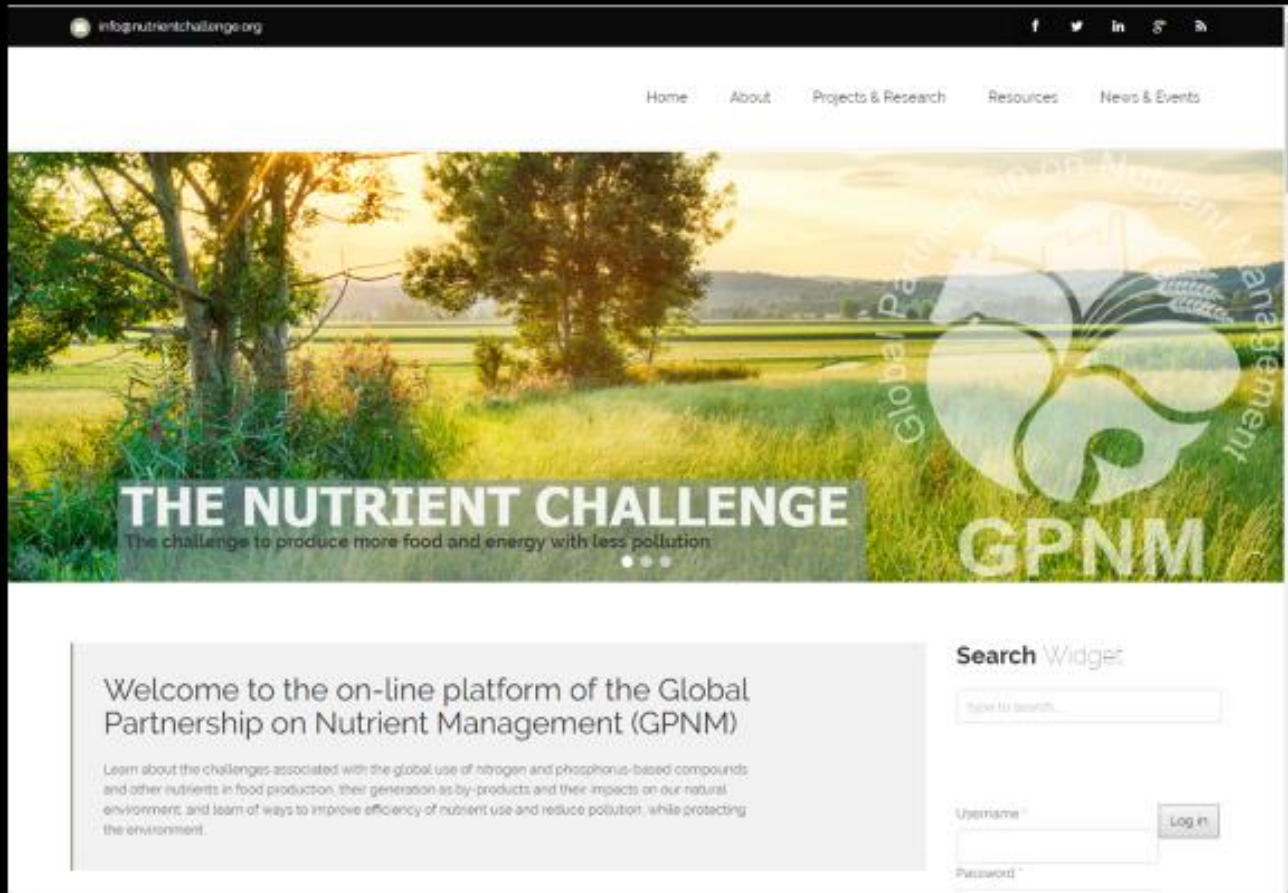 info@nutrientchallenge.org
Home About Projects & Research Resources News & Events
Global Partnership on Nutrient Management
GPNM
THE NUTRIENT CHALLENGE
The challenge to produce more food and energy with less pollution
Welcome to the on-line platform of the Global
Partnership on Nutrient Management (GPNM)
Learn about the challenges associated with the global use of nitrogen and phosphorus-based compounds
and other nutrients in food production, their generation as by-products and their impacts on our natural
environment, and learn of ways to improve efficiency of nutrient use and reduce pollution, while protecting
the environment.
Search Widget
type to search...
Username *
Log in
Password *